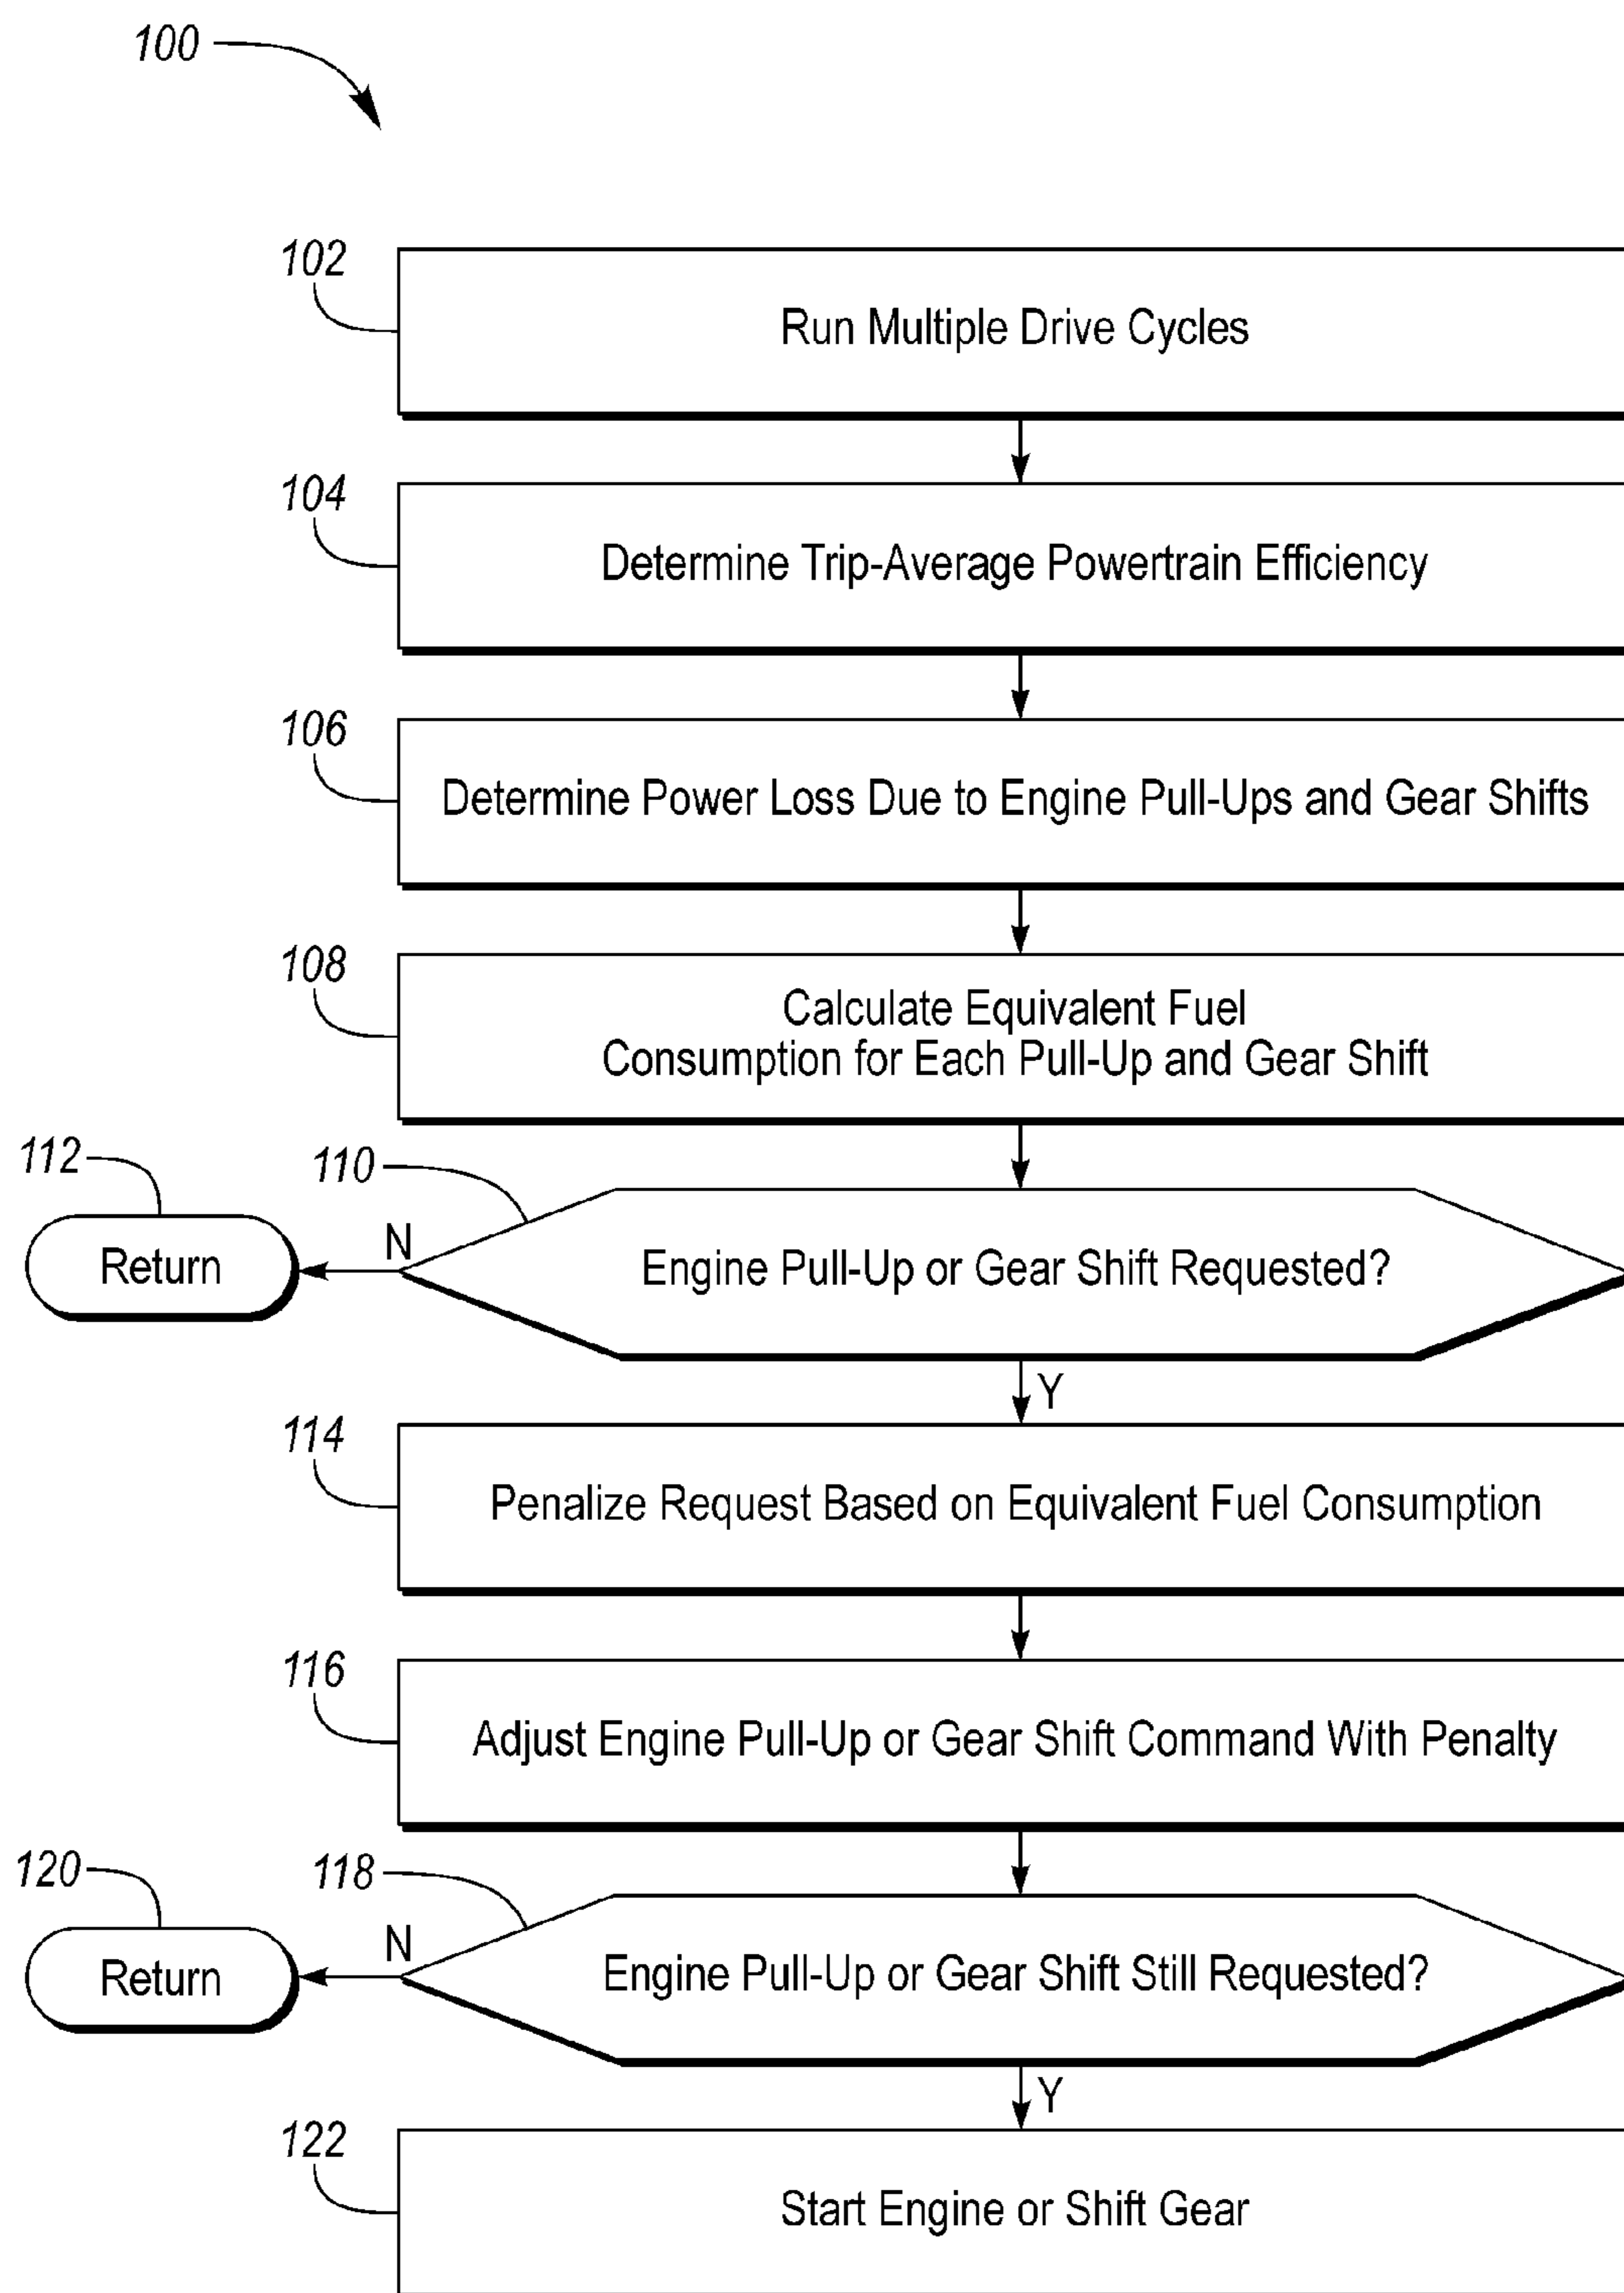 100
102
Run Multiple Drive Cycles
104
Determine Trip-Average Powertrain Efficiency
106
Determine Power Loss Due to Engine Pull-Ups and Gear Shifts
108
Calculate Equivalent Fuel
Consumption for Each Pull-Up and Gear Shift
112
110
Return
N
Engine Pull-Up or Gear Shift Requested?
Y
114
Penalize Request Based on Equivalent Fuel Consumption
116
Adjust Engine Pull-Up or Gear Shift Command With Penalty
120
118
Return
N
Engine Pull-Up or Gear Shift Still Requested?
Y
122
Start Engine or Shift Gear